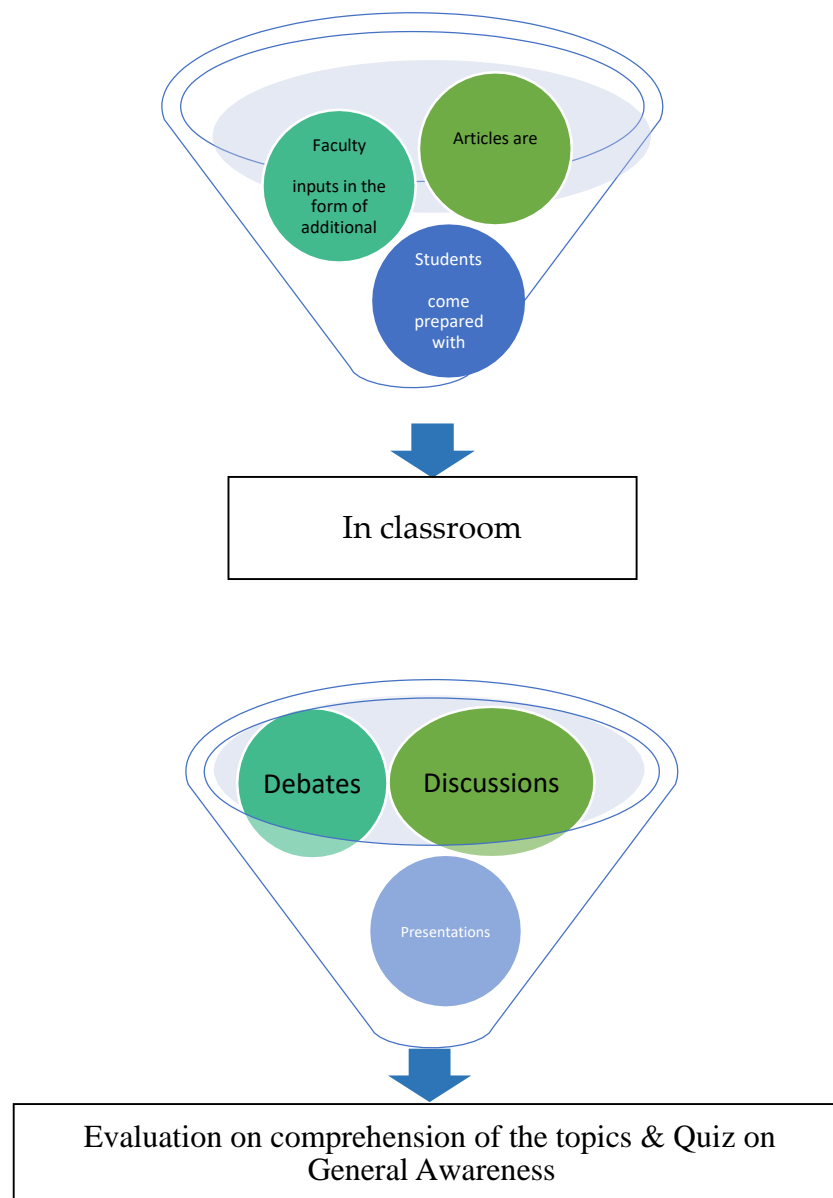 Faculty
inputs in the
form of
additional
Articles are
Students
come
prepared
with
In classroom
Debates
Discussions
Presentations
Evaluation on comprehension of the topics & Quiz on
General Awareness